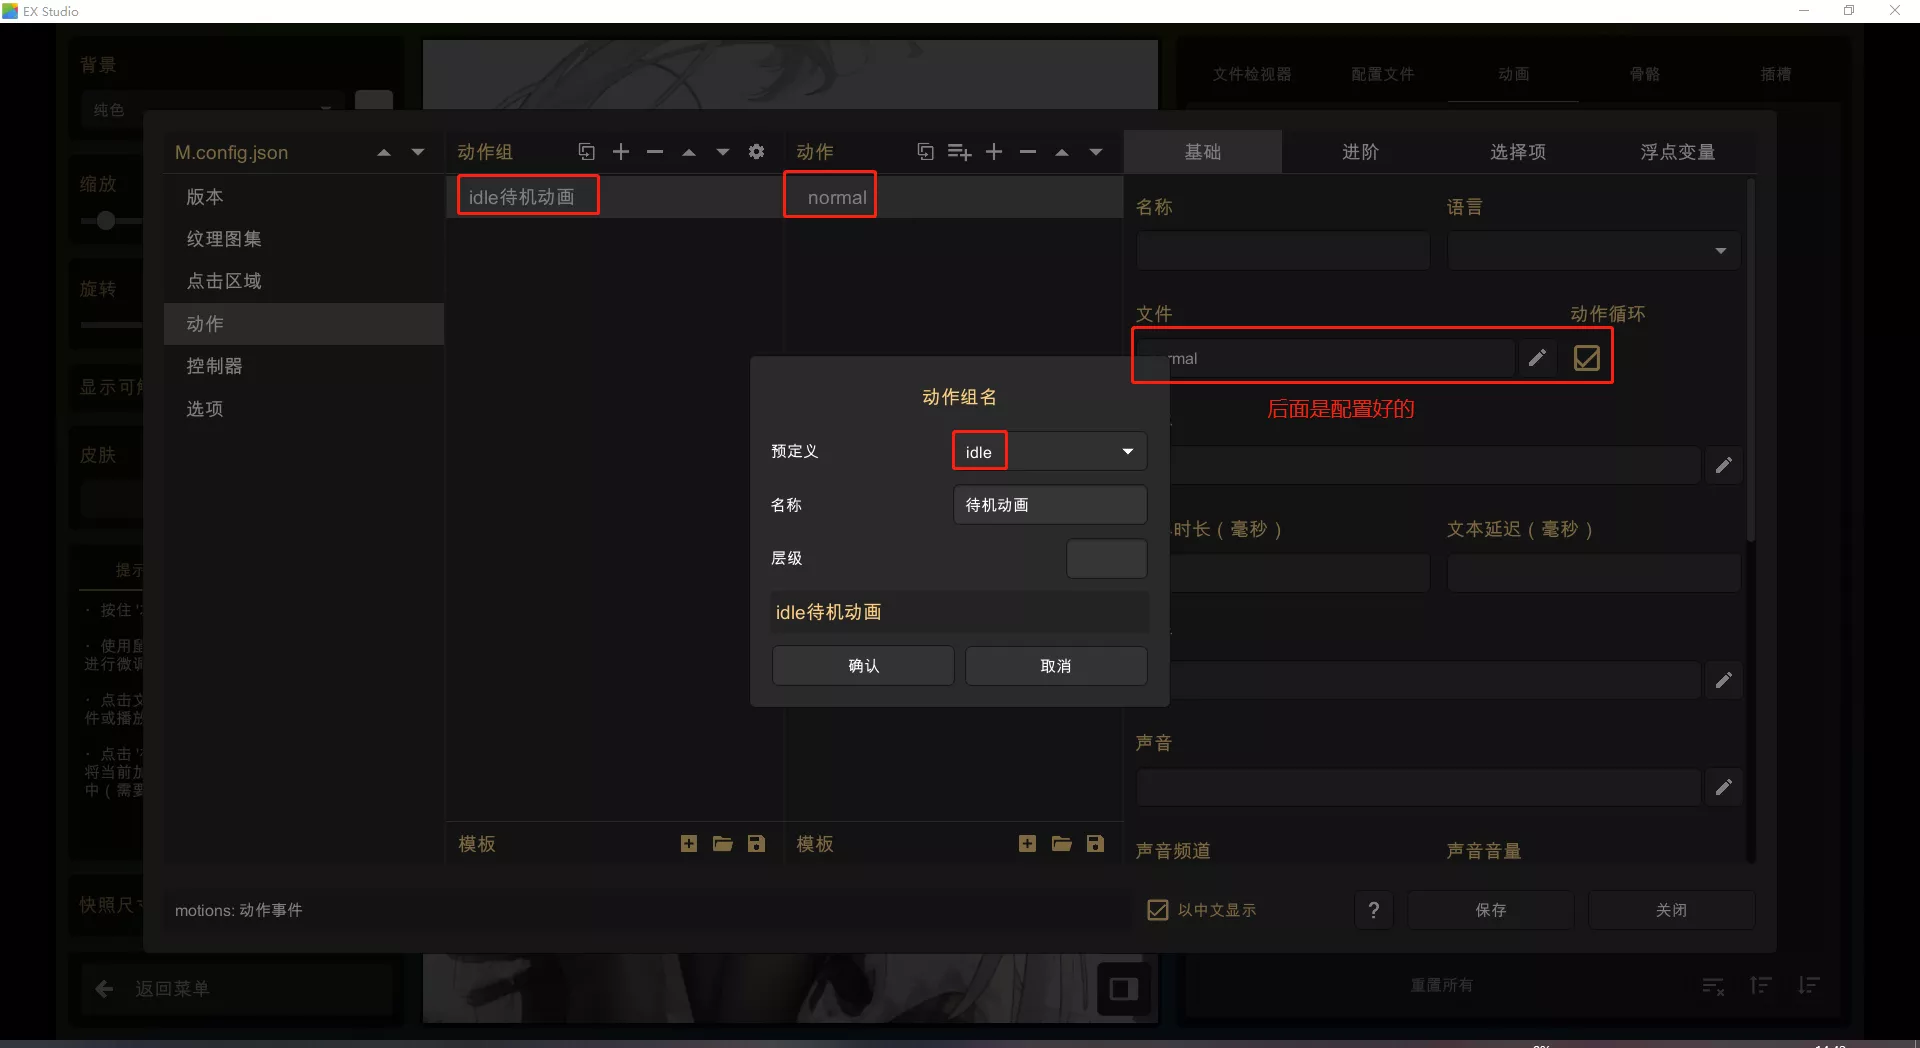 EX Studio
背景
纯色
文件检视器
配置文件
动画
骨骼
插槽
M.config.json
动作组
动作
基础
进阶
选择项
浮点变量
缩放
版本
idle待机动画
normal
名称
语言
纹理图集
旋转
点击区域
文件
动作循环
动作
rmal
控制器
显示可
动作组名
选项
后面是配置好的
皮肤
预定义
idle
名称
待机动画
时长(毫秒)
文本延迟(毫秒)
层级
提示
· 按住
idle待机动画
· 使用鼠
进行微调
确认
取消
· 点击文
件或播放
声音
· 点击
将当前加
中(需要
模板
模板
声音频道
声音音量
快照尺寸
motions: 动作事件
以中文显示
?
保存
关闭
返回菜单
重置所有